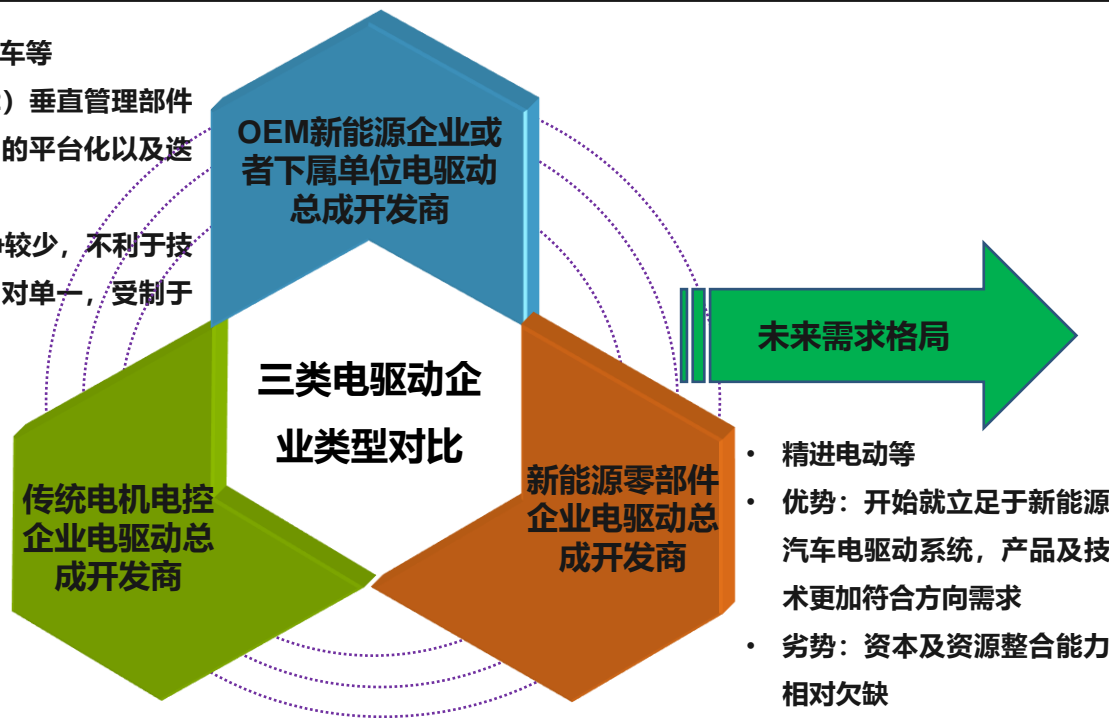 车等
）垂直管理部件
的平台化以及迭
较少，不利于技
对单一，受制于
OEM新能源企业或
者下属单位电驱动
总成开发商
三类电驱动企
业类型对比
未来需求格局
传统电机电控
企业电驱动总
成开发商
新能源零部件
企业电驱动总
成开发商
• 精进电动等
• 优势：开始就立足于新能源
汽车电驱动系统，产品及技
术更加符合方向需求
• 劣势：资本及资源整合能力
相对欠缺